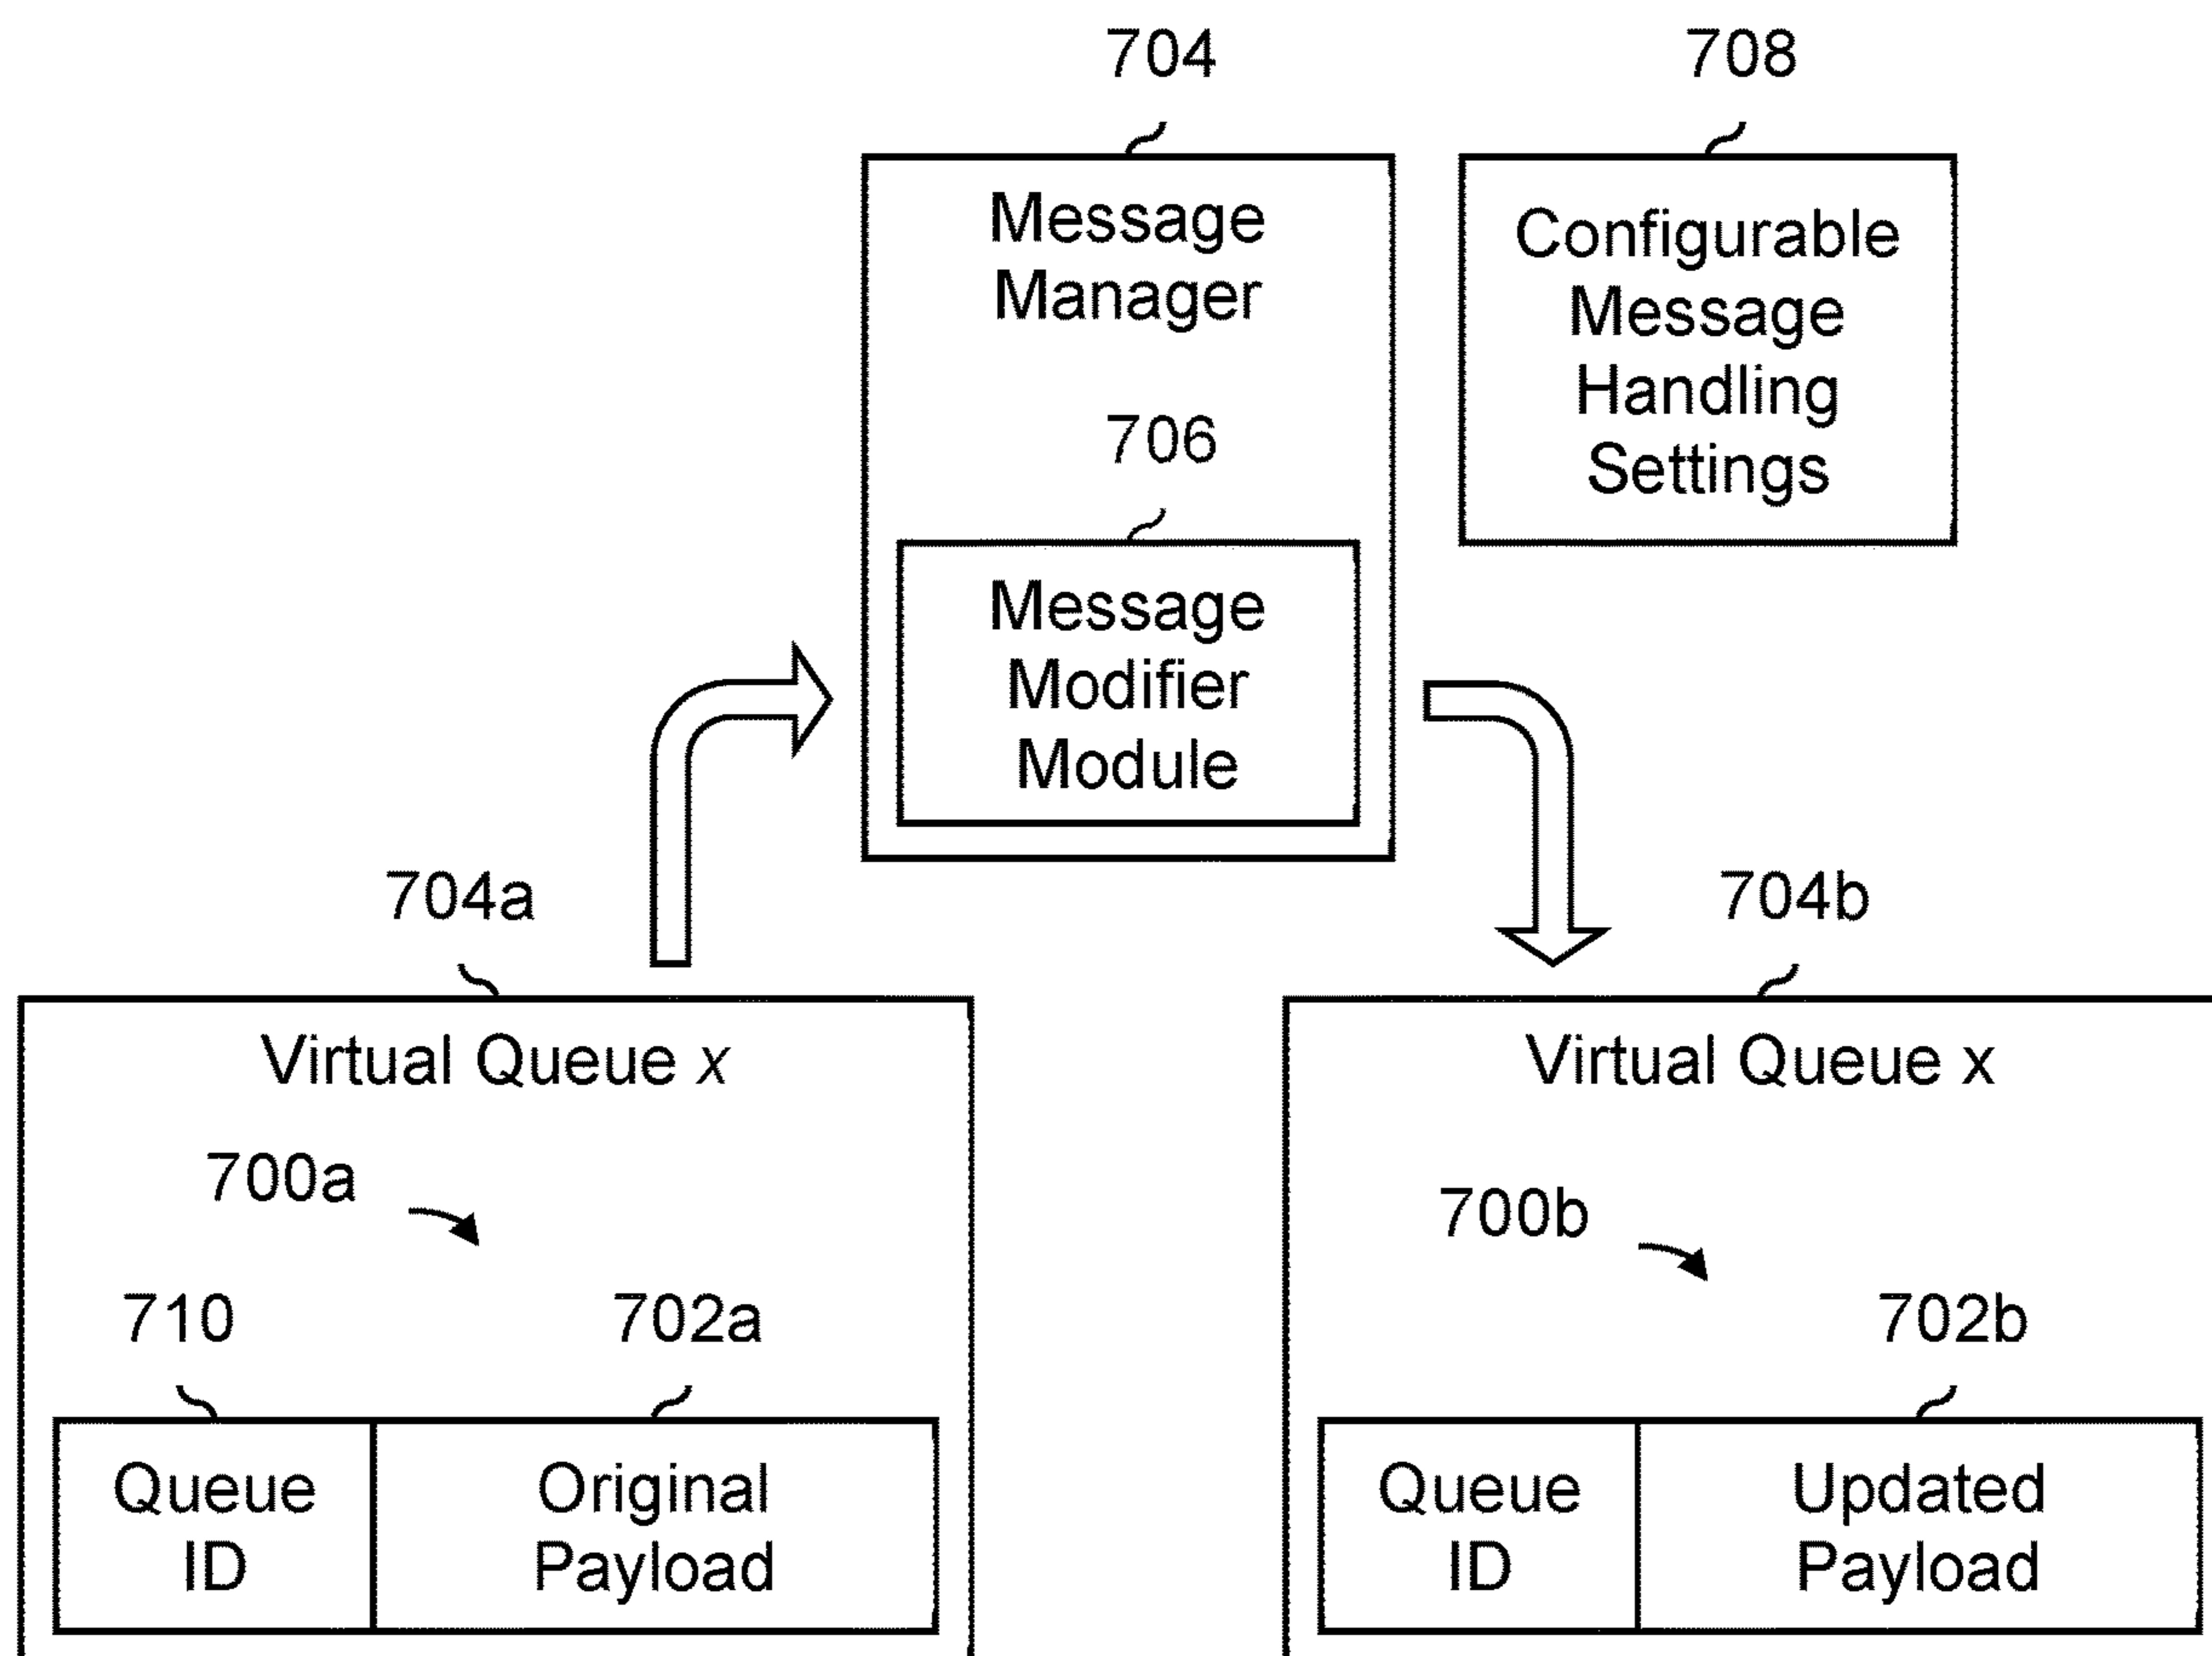 704
708
Message
Manager
Configurable
Message
Handling
Settings
706
Message
Modifier
Module
704a
704b
Virtual Queue x
Virtual Queue x
700a
700b
710
702a
702b
Queue
ID
Original
Payload
Queue
ID
Updated
Payload